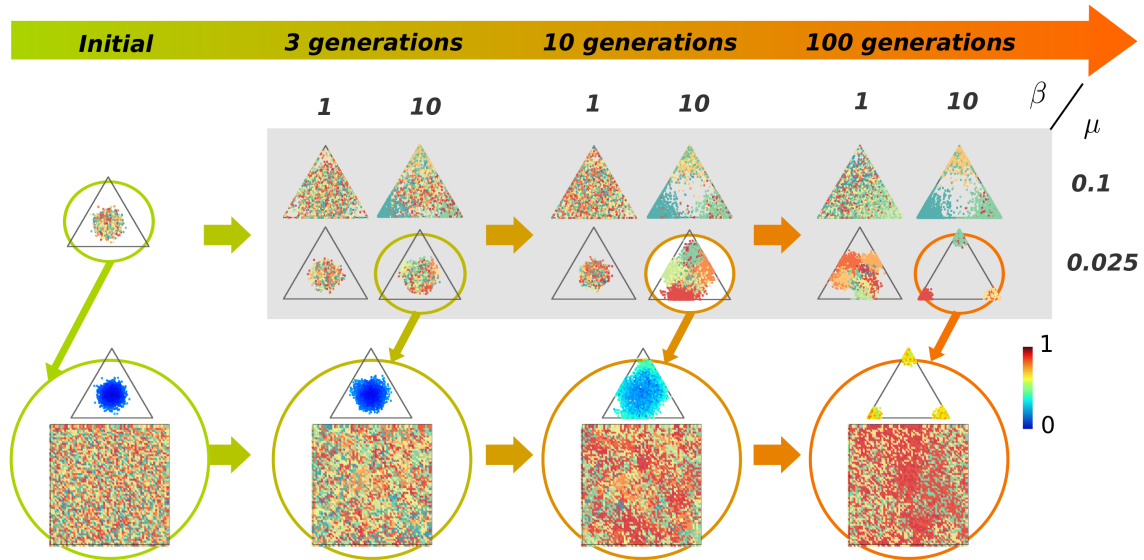 Initial 3 generations 10 generations 100 generations
1 10 1 10 1 10 β
μ
0.1
0.025
1
0